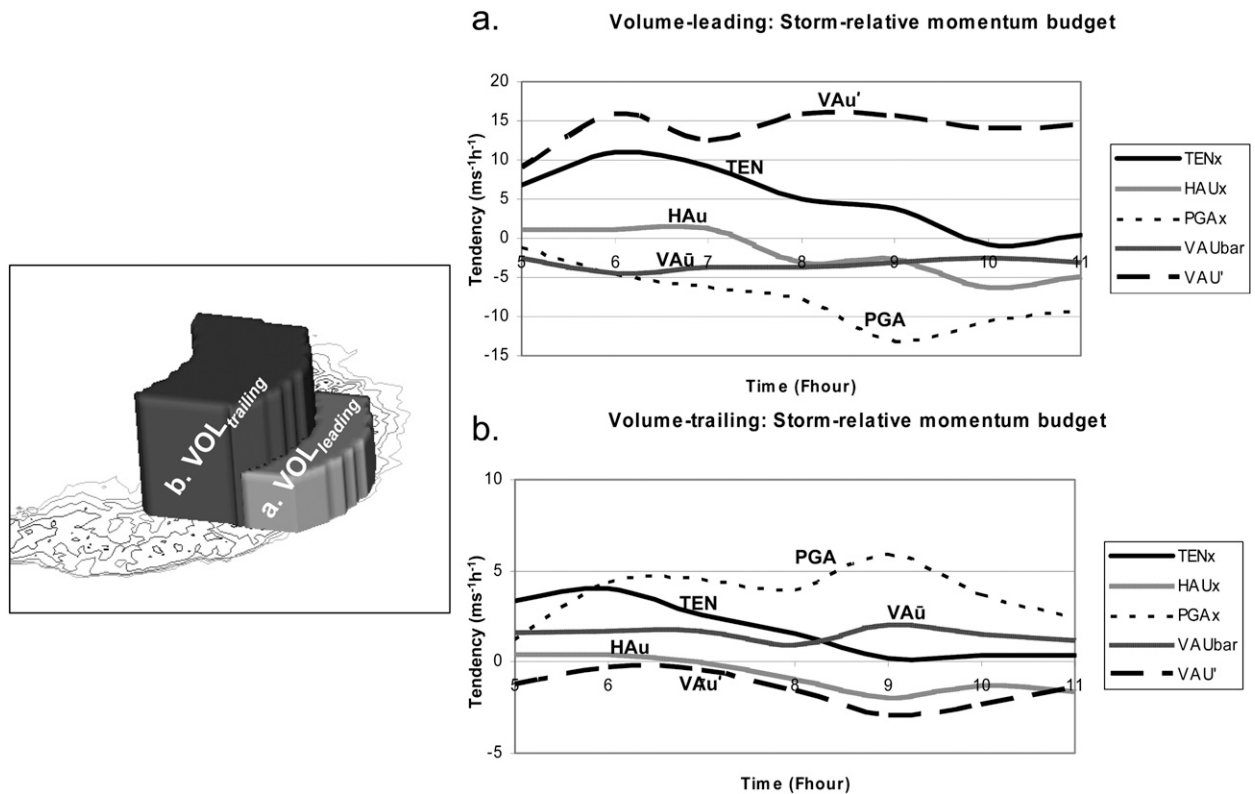 a.
Volume-leading: Storm-relative momentum budget
Tendency (ms⁻¹h⁻¹)
20
15
10
5
0
-5
-10
-15
5
6
7
8
9
10
11
VAu'
TEN
HAu
VAū
PGA
Time (Fhour)
TENx
HAUx
PGAx
VAUbar
VAU'
b. VOLtrailing
a. VOLleading
b.
Volume-trailing: Storm-relative momentum budget
Tendency (ms⁻¹h⁻¹)
10
5
0
-5
5
6
7
8
9
10
11
PGA
TEN
VAū
HAu
VAu'
Time (Fhour)
TENx
HAUx
PGAx
VAUbar
VAU'